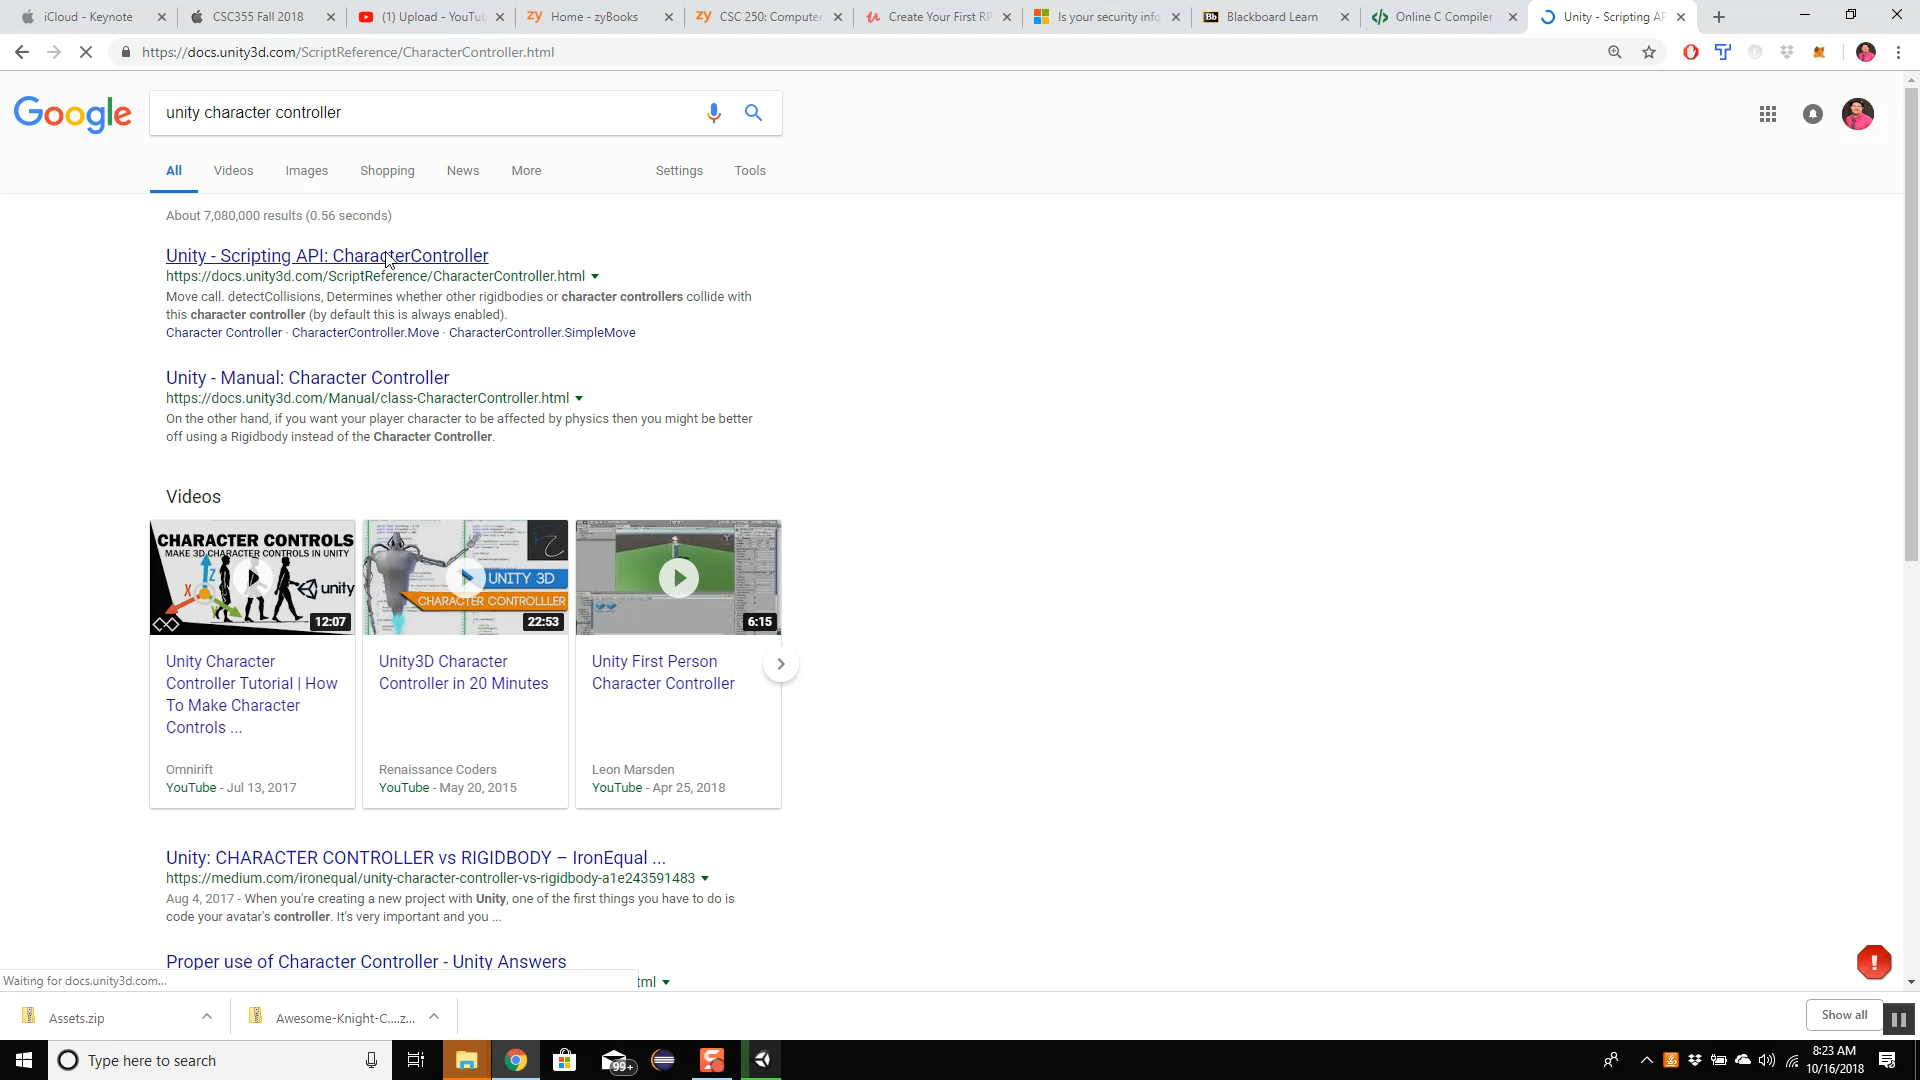 iCloud - Keynote
CSC355 Fall 2018
(1) Upload - YouTu
Home - zyBooks
CSC 250: Computer
Create Your First RP
Is your security info
Blackboard Learn
Online C Compiler -
Unity - Scripting AP
https://docs.unity3d.com/ScriptReference/CharacterController.html
Google
unity character controller
All
Videos
Images
Shopping
News
More
Settings
Tools
About 7,080,000 results (0.56 seconds)
Unity - Scripting API: CharacterController
https://docs.unity3d.com/ScriptReference/CharacterController.html
Move call. detectCollisions, Determines whether other rigidbodies or character controllers collide with
this character controller (by default this is always enabled).
Character Controller · CharacterController.Move · CharacterController.SimpleMove
Unity - Manual: Character Controller
https://docs.unity3d.com/Manual/class-CharacterController.html
On the other hand, if you want your player character to be affected by physics then you might be better
off using a Rigidbody instead of the Character Controller.
Videos
CHARACTER CONTROLS
MAKE 3D CHARACTER CONTROLS IN UNITY
Z
X
unity
12:07
UNITY 3D
CHARACTER CONTROLLLER
22:53
6:15
Unity Character
Controller Tutorial | How
To Make Character
Controls ...
Omnirift
YouTube - Jul 13, 2017
Unity3D Character
Controller in 20 Minutes
Renaissance Coders
YouTube - May 20, 2015
Unity First Person
Character Controller
Leon Marsden
YouTube - Apr 25, 2018
Unity: CHARACTER CONTROLLER vs RIGIDBODY – IronEqual ...
https://medium.com/ironequal/unity-character-controller-vs-rigidbody-a1e243591483
Aug 4, 2017 - When you're creating a new project with Unity, one of the first things you have to do is
code your avatar's controller. It's very important and you ...
Proper use of Character Controller - Unity Answers
tml
Waiting for docs.unity3d.com...
Assets.zip
Awesome-Knight-C....z...
Show all
Type here to search
99+
8:23 AM
10/16/2018